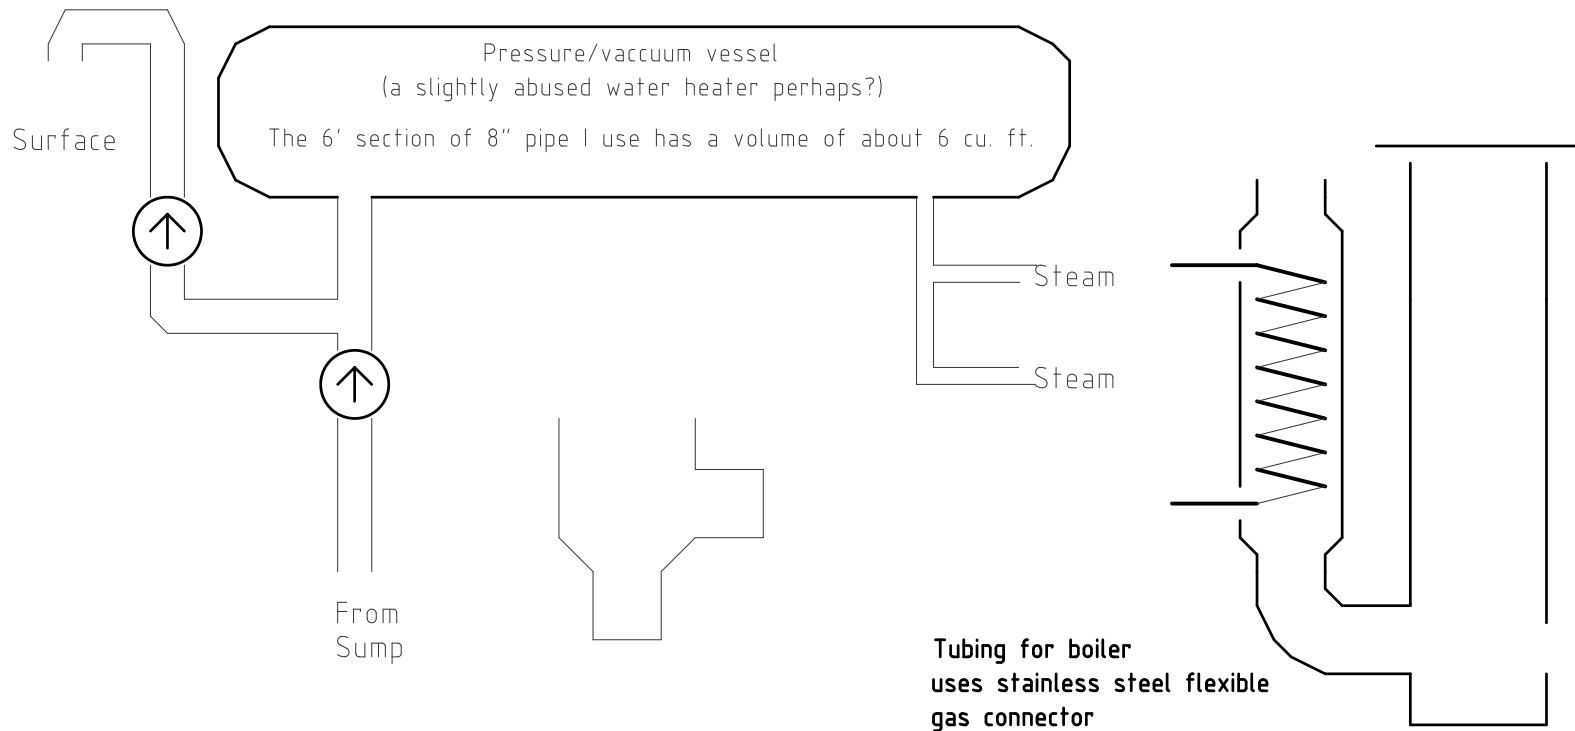 Pressure/vaccuum vessel
(a slightly abused water heater perhaps?)
The 6' section of 8" pipe I use has a volume of about 6 cu. ft.
Surface
Steam
Steam
From
Sump
Tubing for boiler
uses stainless steel flexible
gas connector